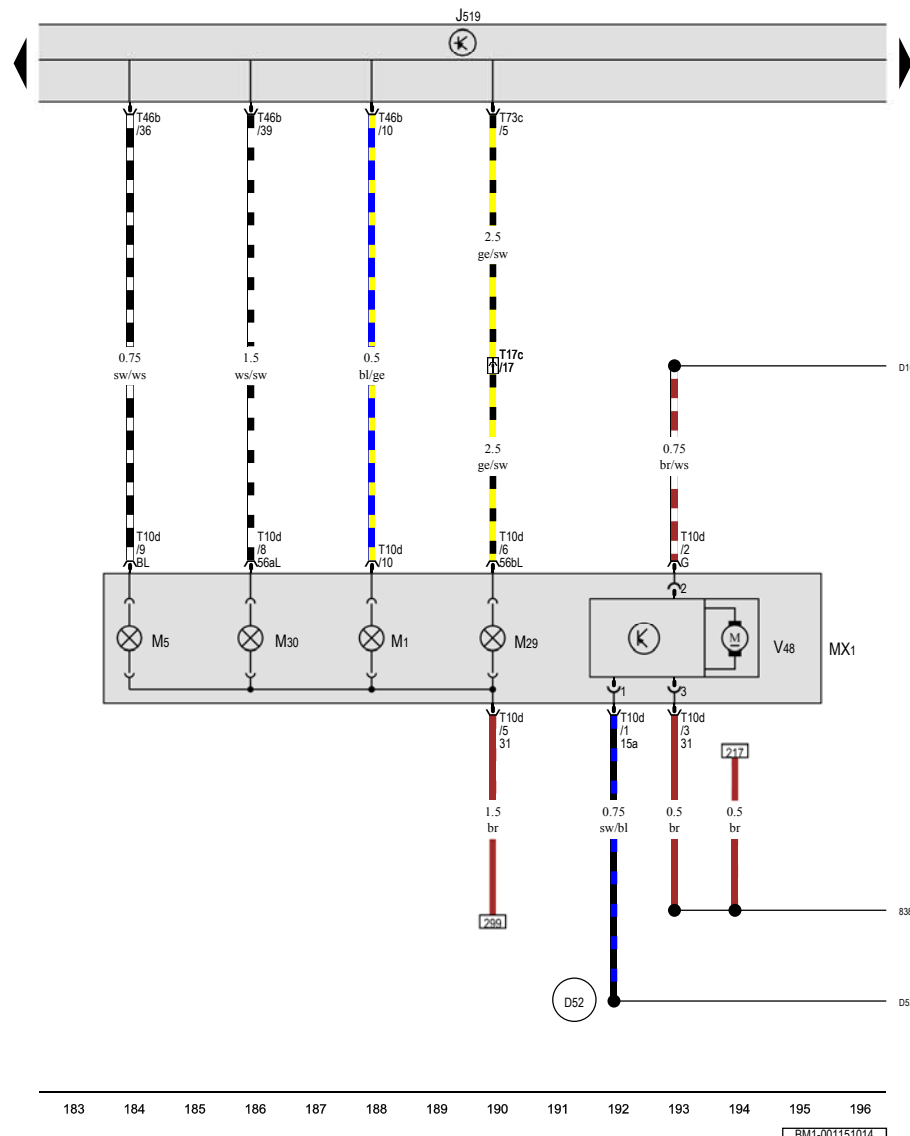 J519
T46b
/36
T46b
/39
T46b
/10
T73c
/5
2.5
ge/sw
T17c
/17
0.75
sw/ws
1.5
ws/sw
0.5
bl/ge
D1
2.5
ge/sw
0.75
br/ws
T10d
/9
BL
T10d
/8
56aL
T10d
/10
T10d
/6
56bL
T10d
/2
G
2
M5
M30
M1
M29
M
V48
MX1
1
3
T10d
/5
31
T10d
/1
15a
T10d
/3
31
217
1.5
br
0.75
sw/bl
0.5
br
0.5
br
299
838
D52
D5
183 184 185 186 187 188 189 190 191 192 193 194 195 196
BM1-001151014